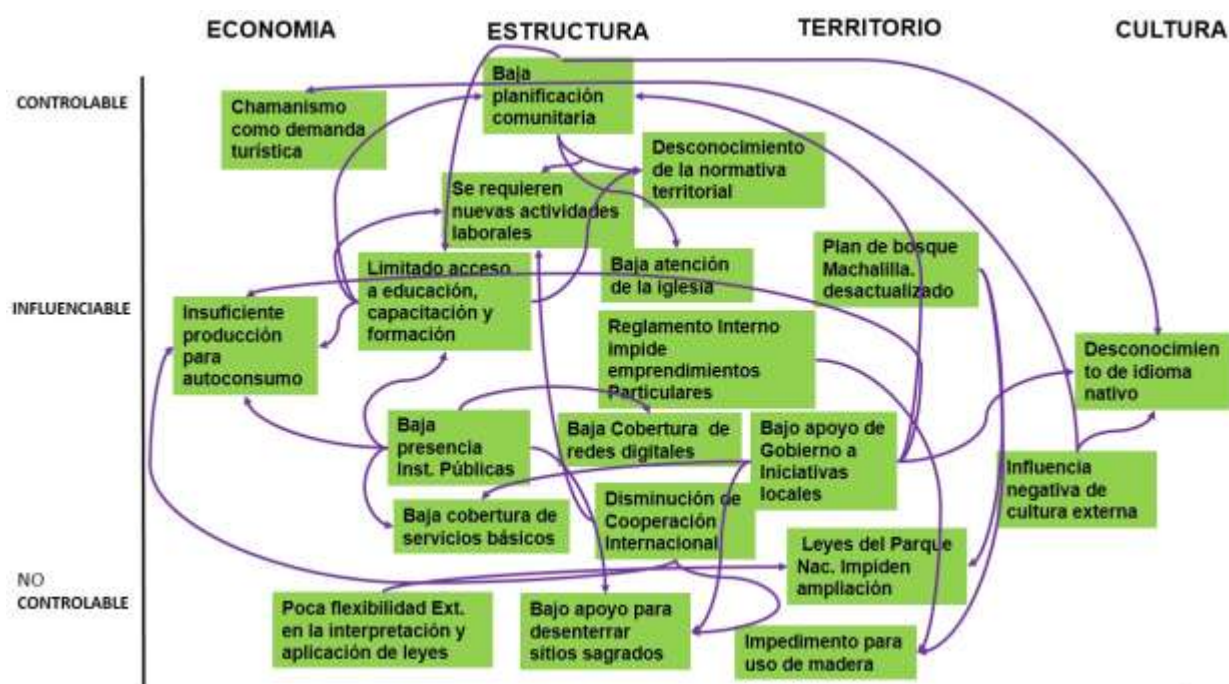 ECONOMIA
ESTRUCTURA
TERRITORIO
CULTURA
CONTROLABLE
Chamanismo
como demanda
turística
Baja
planificación
comunitaria
Desconocimiento
de la normativa
territorial
Se requieren
nuevas actividades
laborales
INFLUENCIABLE
Insuficiente
producción
para
autoconsumo
Limitado acceso
a educación,
capacitación y
formación
Baja atención
de la iglesia
Plan de bosque
Machalilla.
desactualizado
Reglamento Interno
impide
emprendimientos
Particulares
Desconocimien
to de idioma
nativo
Baja
presencia
Inst. Públicas
Baja Cobertura de
redes digitales
Bajo apoyo de
Gobierno a
Iniciativas
locales
Influencia
negativa de
cultura externa
Baja cobertura de
servicios básicos
Disminución de
Cooperación
Internacional
Leyes del Parque
Nac. Impiden
ampliación
NO
CONTROLABLE
Poca flexibilidad Ext.
en la interpretación y
aplicación de leyes
Bajo apoyo para
desenterrar
sitios sagrados
Impedimento para
uso de madera